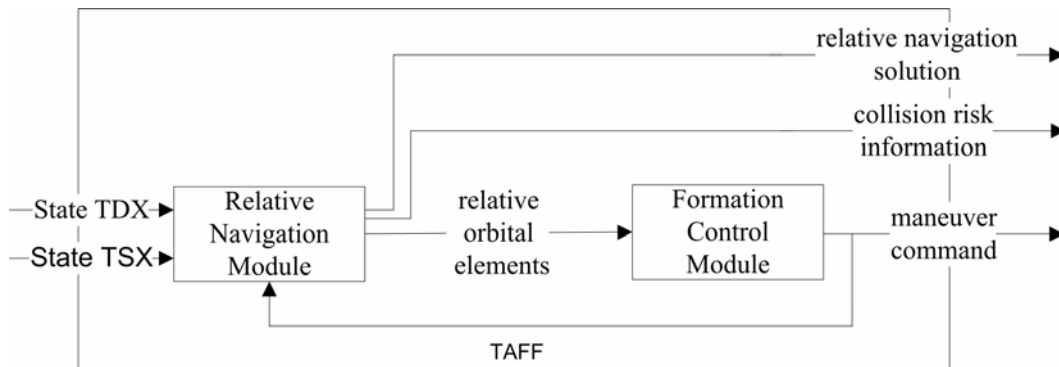 relative navigation
solution
collision risk
information
State TDX
State TSX
Relative
Navigation
Module
relative
orbital
elements
Formation
Control
Module
maneuver
command
TAFF